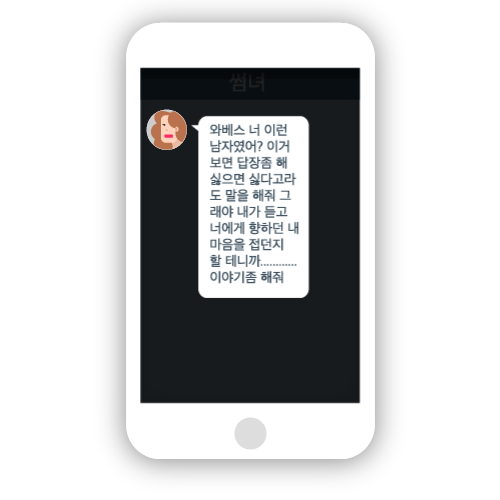 썸녀
와베스 너 이런
남자였어? 이거
보면 답장좀 해
싫으면 싫다고라
도 말을 해줘 그
래야 내가 듣고
너에게 향하던 내
마음을 접던지
할 테니까............
이야기좀 해줘